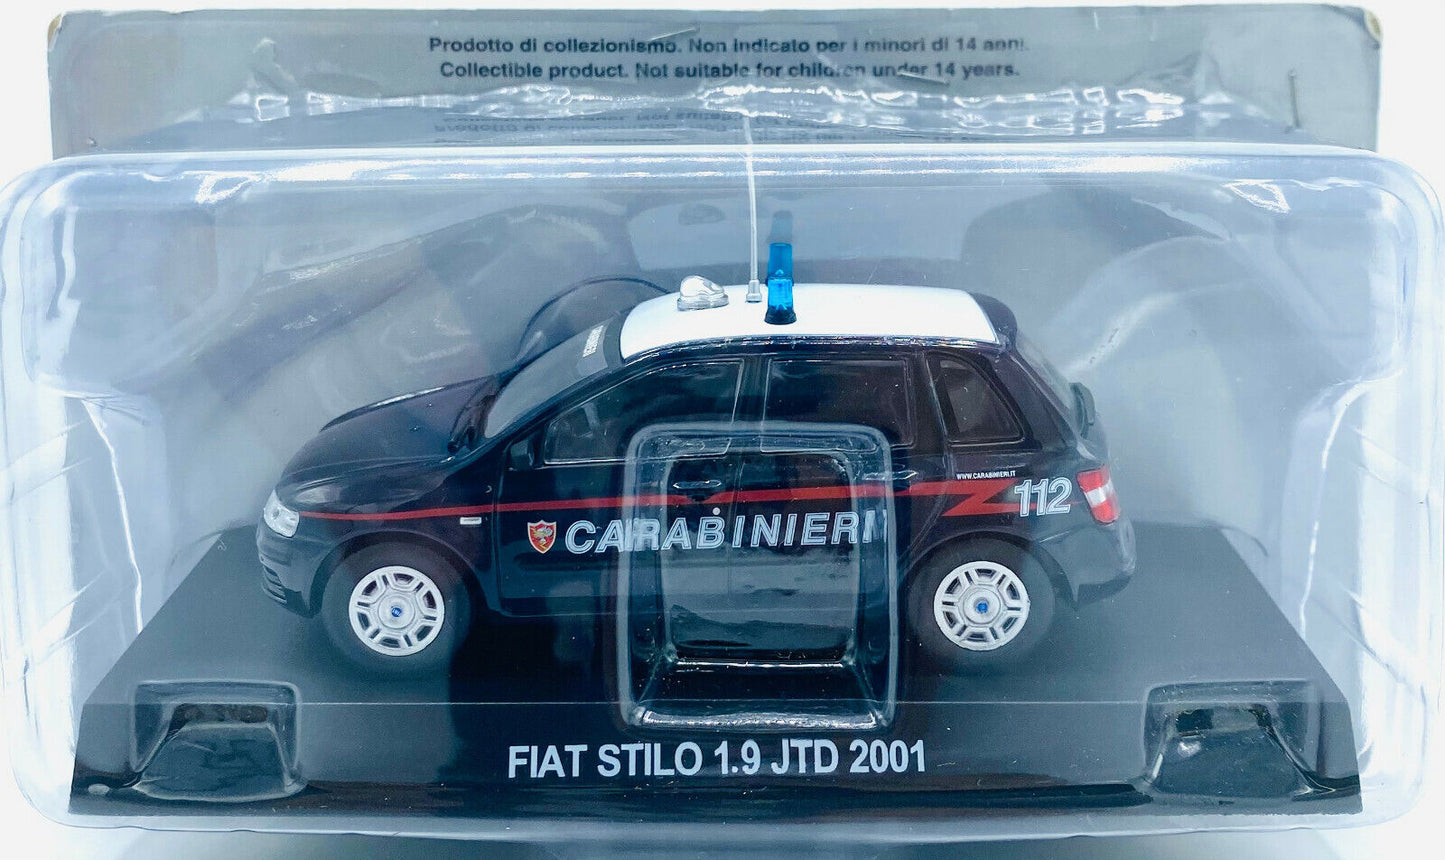 Prodotto di collezionismo. Non indicato per i minori di 14 anni.
Collectible product. Not suitable for children under 14 years.
WWW.CARABINIERI.IT
112
CARABINIERI
FIAT STILO 1.9 JTD 2001